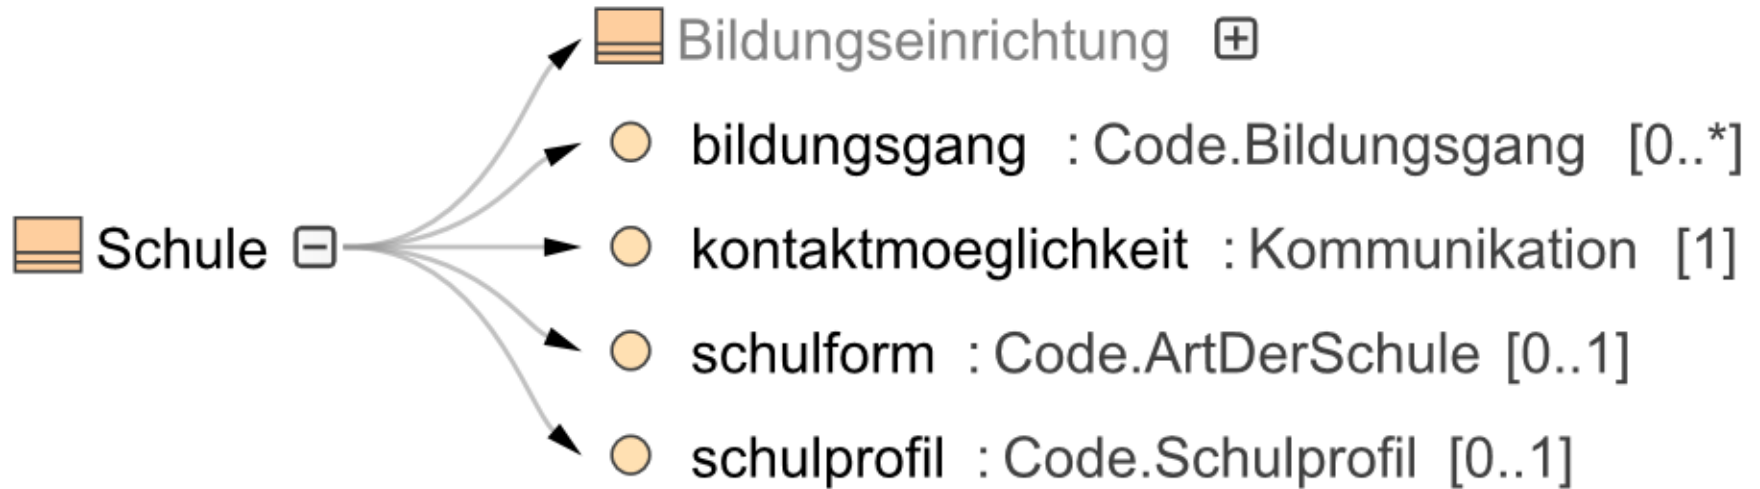 Bildungseinrichtung
bildungsgang : Code.Bildungsgang [0..*]
Schule
kontaktmoeglichkeit : Kommunikation [1]
schulform : Code.ArtDerSchule [0..1]
schulprofil : Code.Schulprofil [0..1]